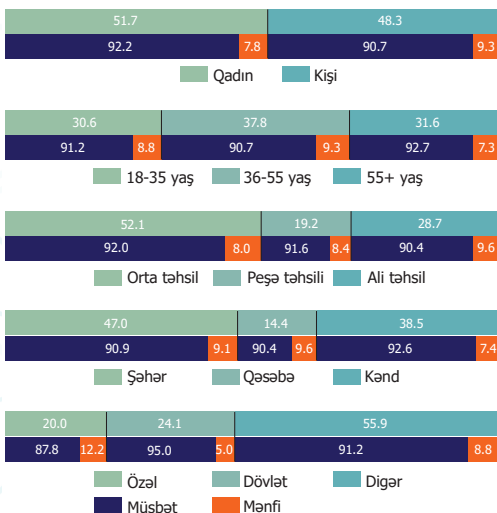 51.7 48.3
92.2 7.8 90.7 9.3
Qadın Kişi
30.6 37.8 31.6
91.2 8.8 90.7 9.3 92.7 7.3
18-35 yaş 36-55 yaş 55+ yaş
52.1 19.2 28.7
92.0 8.0 91.6 8.4 90.4 9.6
Orta təhsil Peşə təhsili Ali təhsil
47.0 14.4 38.5
90.9 9.1 90.4 9.6 92.6 7.4
Şəhər Qəsəbə Kənd
20.0 24.1 55.9
87.8 12.2 95.0 5.0 91.2 8.8
Özəl Dövlət Digər
Müsbət Mənfi